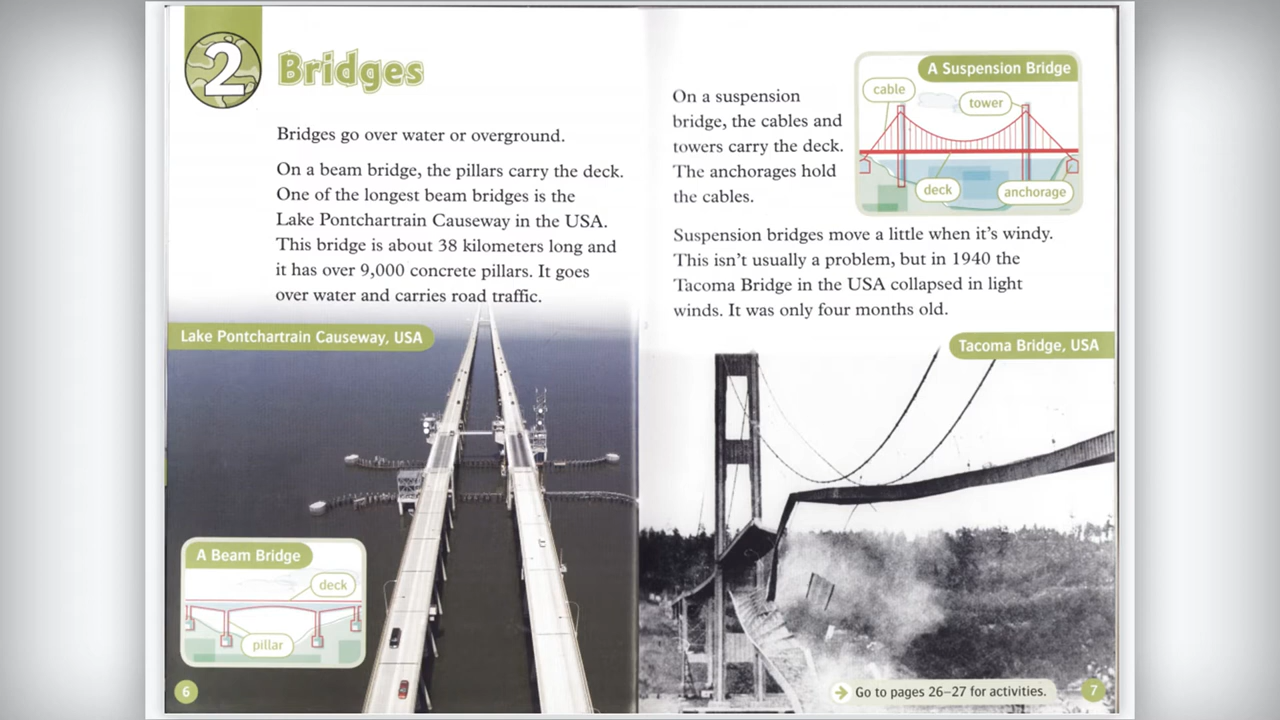 2
Bridges
Bridges go over water or overground.
On a beam bridge, the pillars carry the deck.
One of the longest beam bridges is the
Lake Pontchartrain Causeway in the USA.
This bridge is about 38 kilometers long and
it has over 9,000 concrete pillars. It goes
over water and carries road traffic.
Lake Pontchartrain Causeway, USA
A Beam Bridge
deck
pillar
6
On a suspension
bridge, the cables and
towers carry the deck.
The anchorages hold
the cables.
A Suspension Bridge
cable
tower
deck
anchorage
Suspension bridges move a little when it's windy.
This isn't usually a problem, but in 1940 the
Tacoma Bridge in the USA collapsed in light
winds. It was only four months old.
Tacoma Bridge, USA
Go to pages 26–27 for activities.
7